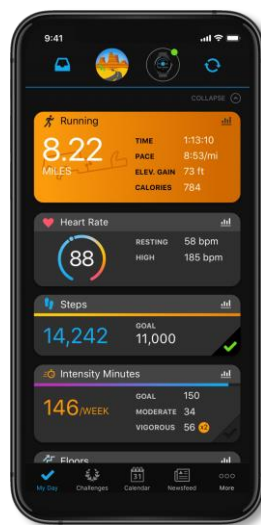 9:41
COLLAPSE
Running
8.22
MILES
TIME 1:13:10
PACE 8:53/mi
ELEV. GAIN 73 ft
CALORIES 784
Heart Rate
88
RESTING 58 bpm
HIGH 185 bpm
Steps
14,242
GOAL
11,000
Intensity Minutes
146/WEEK
GOAL 150
MODERATE 34
VIGOROUS 56 x2
Floors
31
My Day Challenges Calendar Newsfeed More